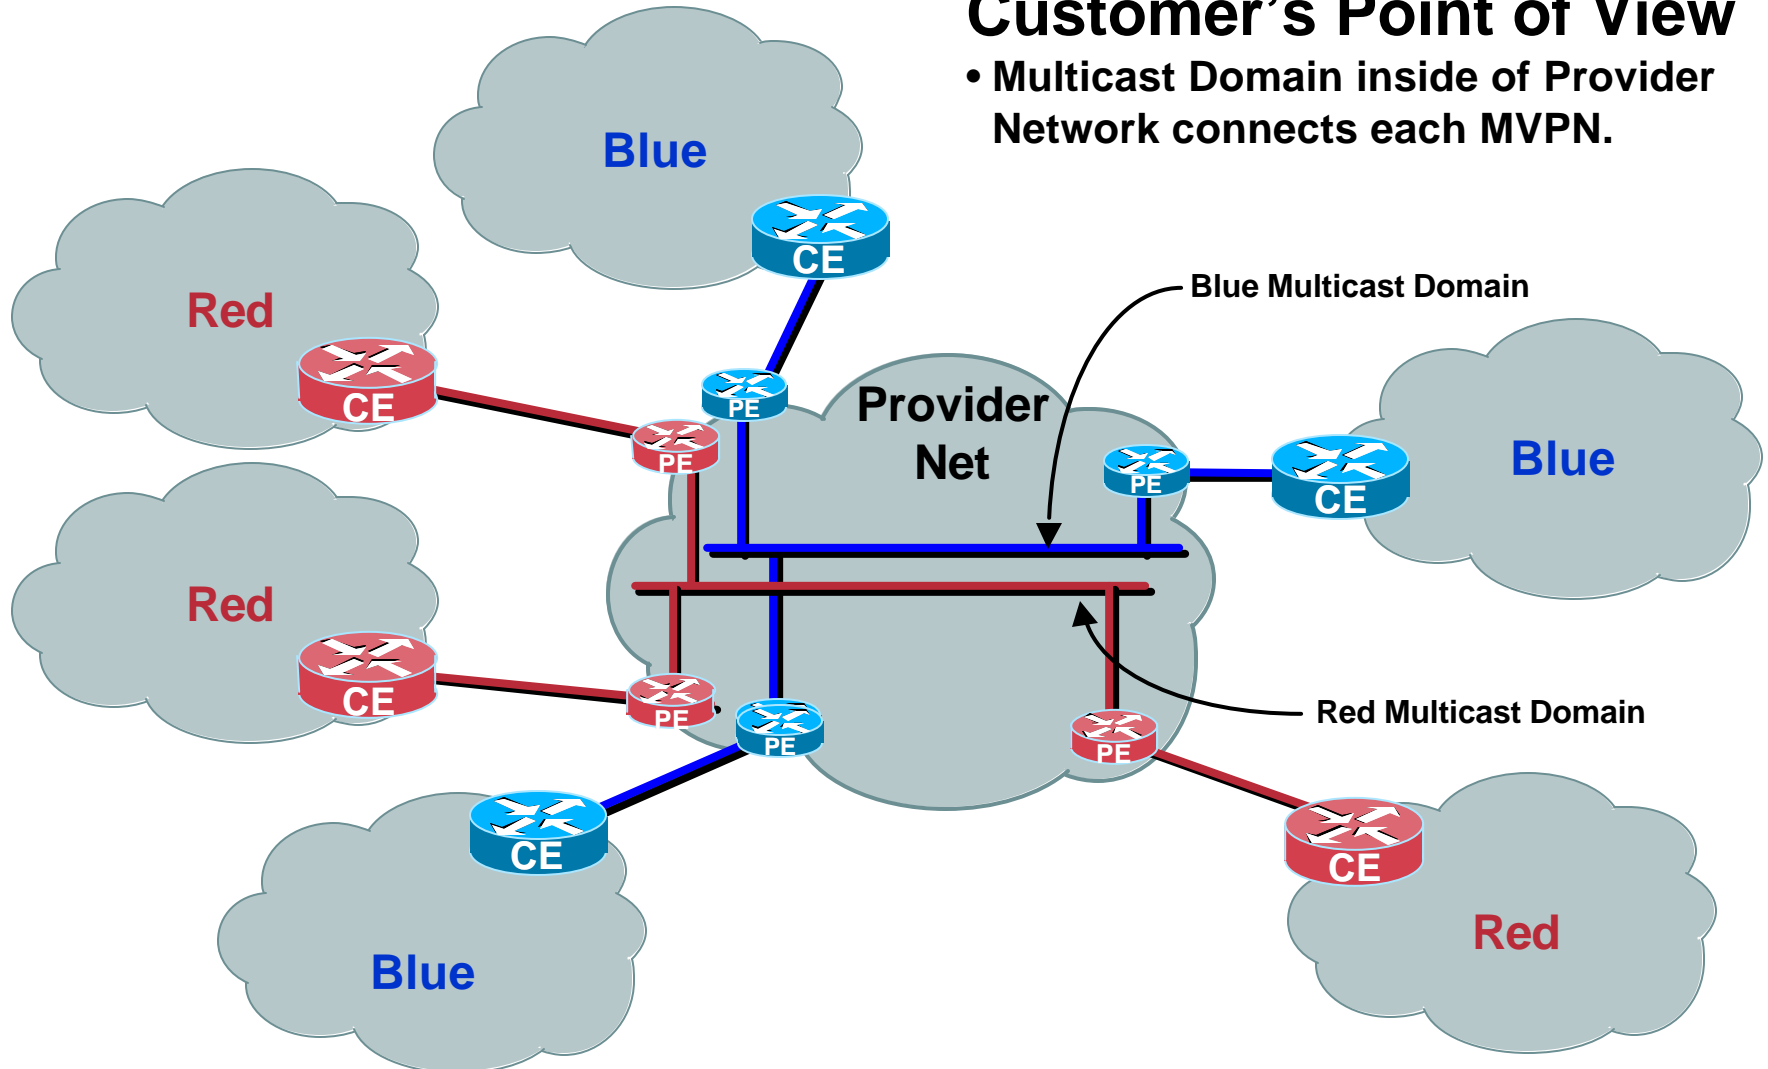 Customer's Point of View
• Multicast Domain inside of Provider
Network connects each MVPN.
Blue
CE
Red
CE
Blue Multicast Domain
PE
Provider
Net
PE
PE
CE
Blue
Red
CE
PE
PE
PE
Red Multicast Domain
CE
Blue
CE
Red